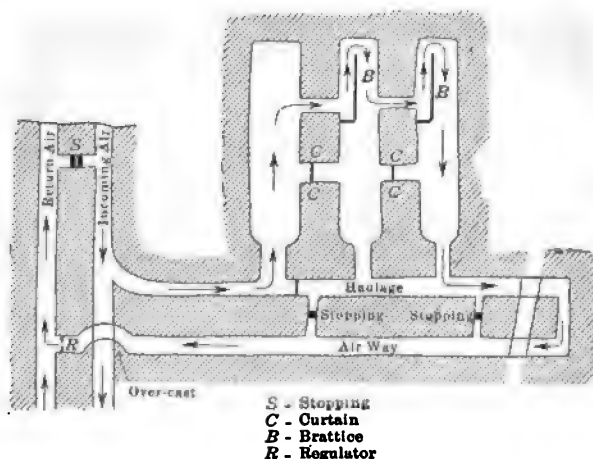 S
Return Air
Incoming Air
B
B
C
C
C
C
Haulage
Stopping
Stopping
R
Air Way
Over-cast
S - Stopping
C - Curtain
B - Brattice
R - Regulator